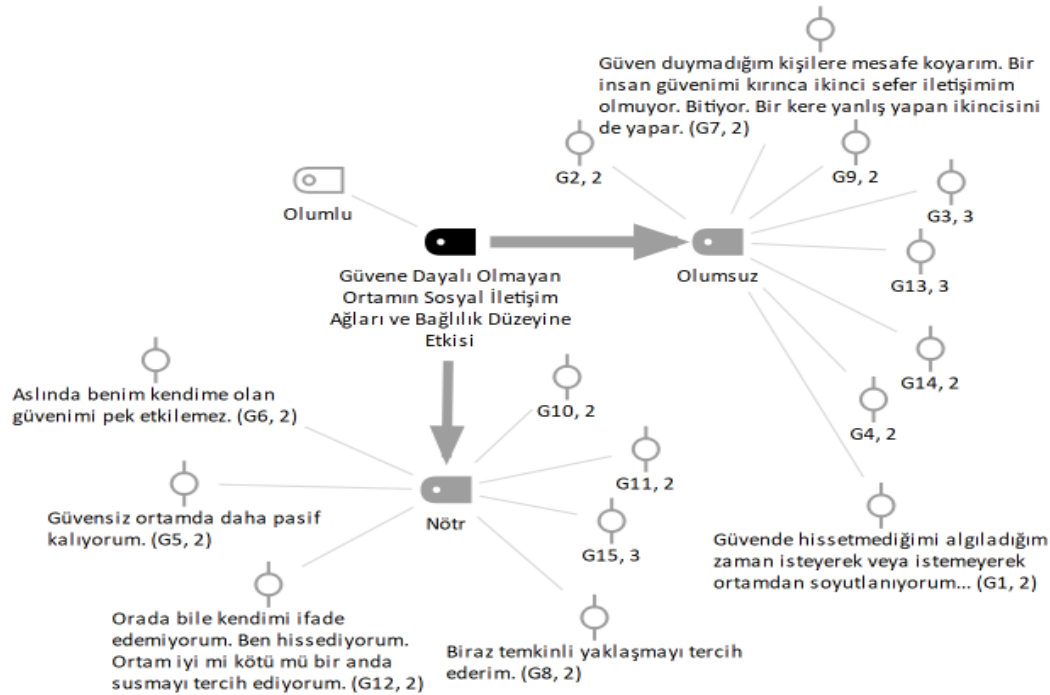 Güven duymadığım kişilere mesafe koyarım. Bir
insan güvenimi kırınca ikinci sefer iletişimim
olmuyor. Bitiyor. Bir kere yanlış yapan ikincisini
de yapar. (G7, 2)
G2, 2
G9, 2
G3, 3
Olumlu
Olumsuz
G13, 3
Güvene Dayalı Olmayan
Ortamın Sosyal İletişim
Ağları ve Bağlılık Düzeyine
Etkisi
G14, 2
G4, 2
Aslında benim kendime olan
güvenimi pek etkilemez. (G6, 2)
G10, 2
G11, 2
Güvensiz ortamda daha pasif
kalıyorum. (G5, 2)
Nötr
G15, 3
Güvende hissetmediğimi algıladığım
zaman isteyerek veya istemeyerek
ortamdan soyutlanıyorum... (G1, 2)
Orada bile kendimi ifade
edemiyorum. Ben hissediyorum.
Ortam iyi mi kötü mü bir anda
susmayı tercih ediyorum. (G12, 2)
Biraz temkinli yaklaşmayı tercih
ederim. (G8, 2)